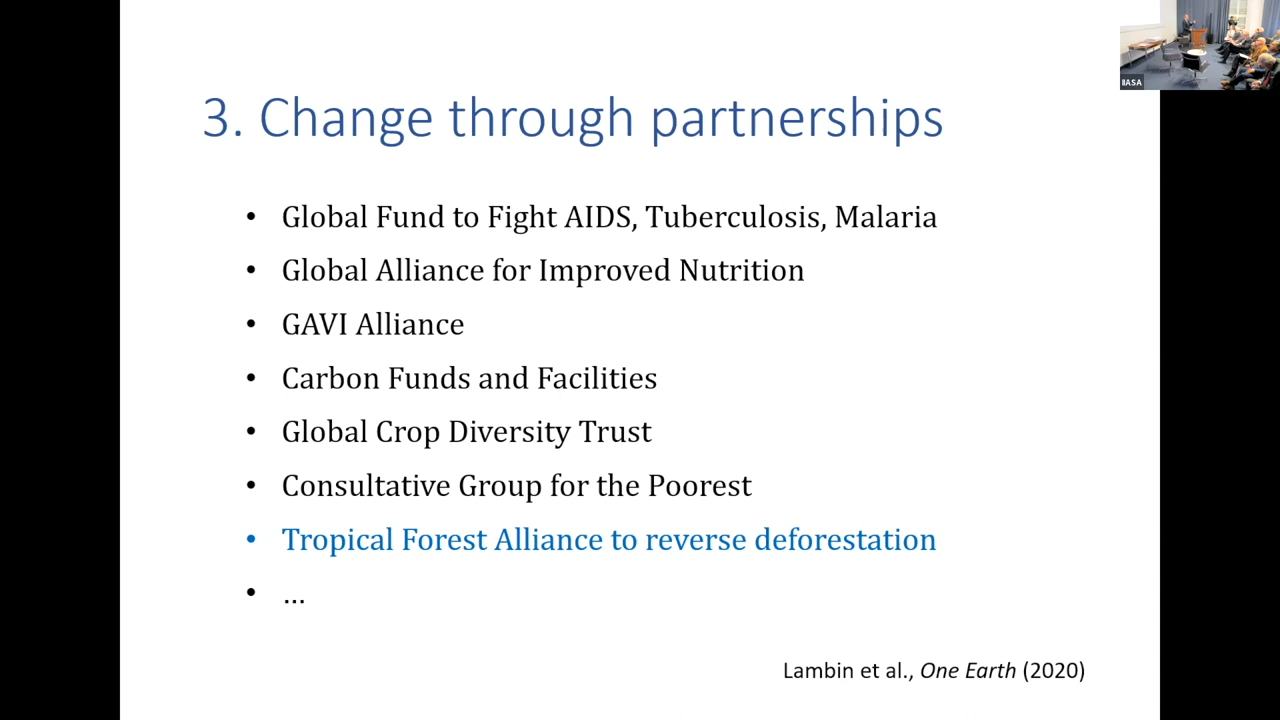 IIASA
3. Change through partnerships
• Global Fund to Fight AIDS, Tuberculosis, Malaria
• Global Alliance for Improved Nutrition
• GAVI Alliance
• Carbon Funds and Facilities
• Global Crop Diversity Trust
• Consultative Group for the Poorest
• Tropical Forest Alliance to reverse deforestation
• ...
Lambin et al., One Earth (2020)